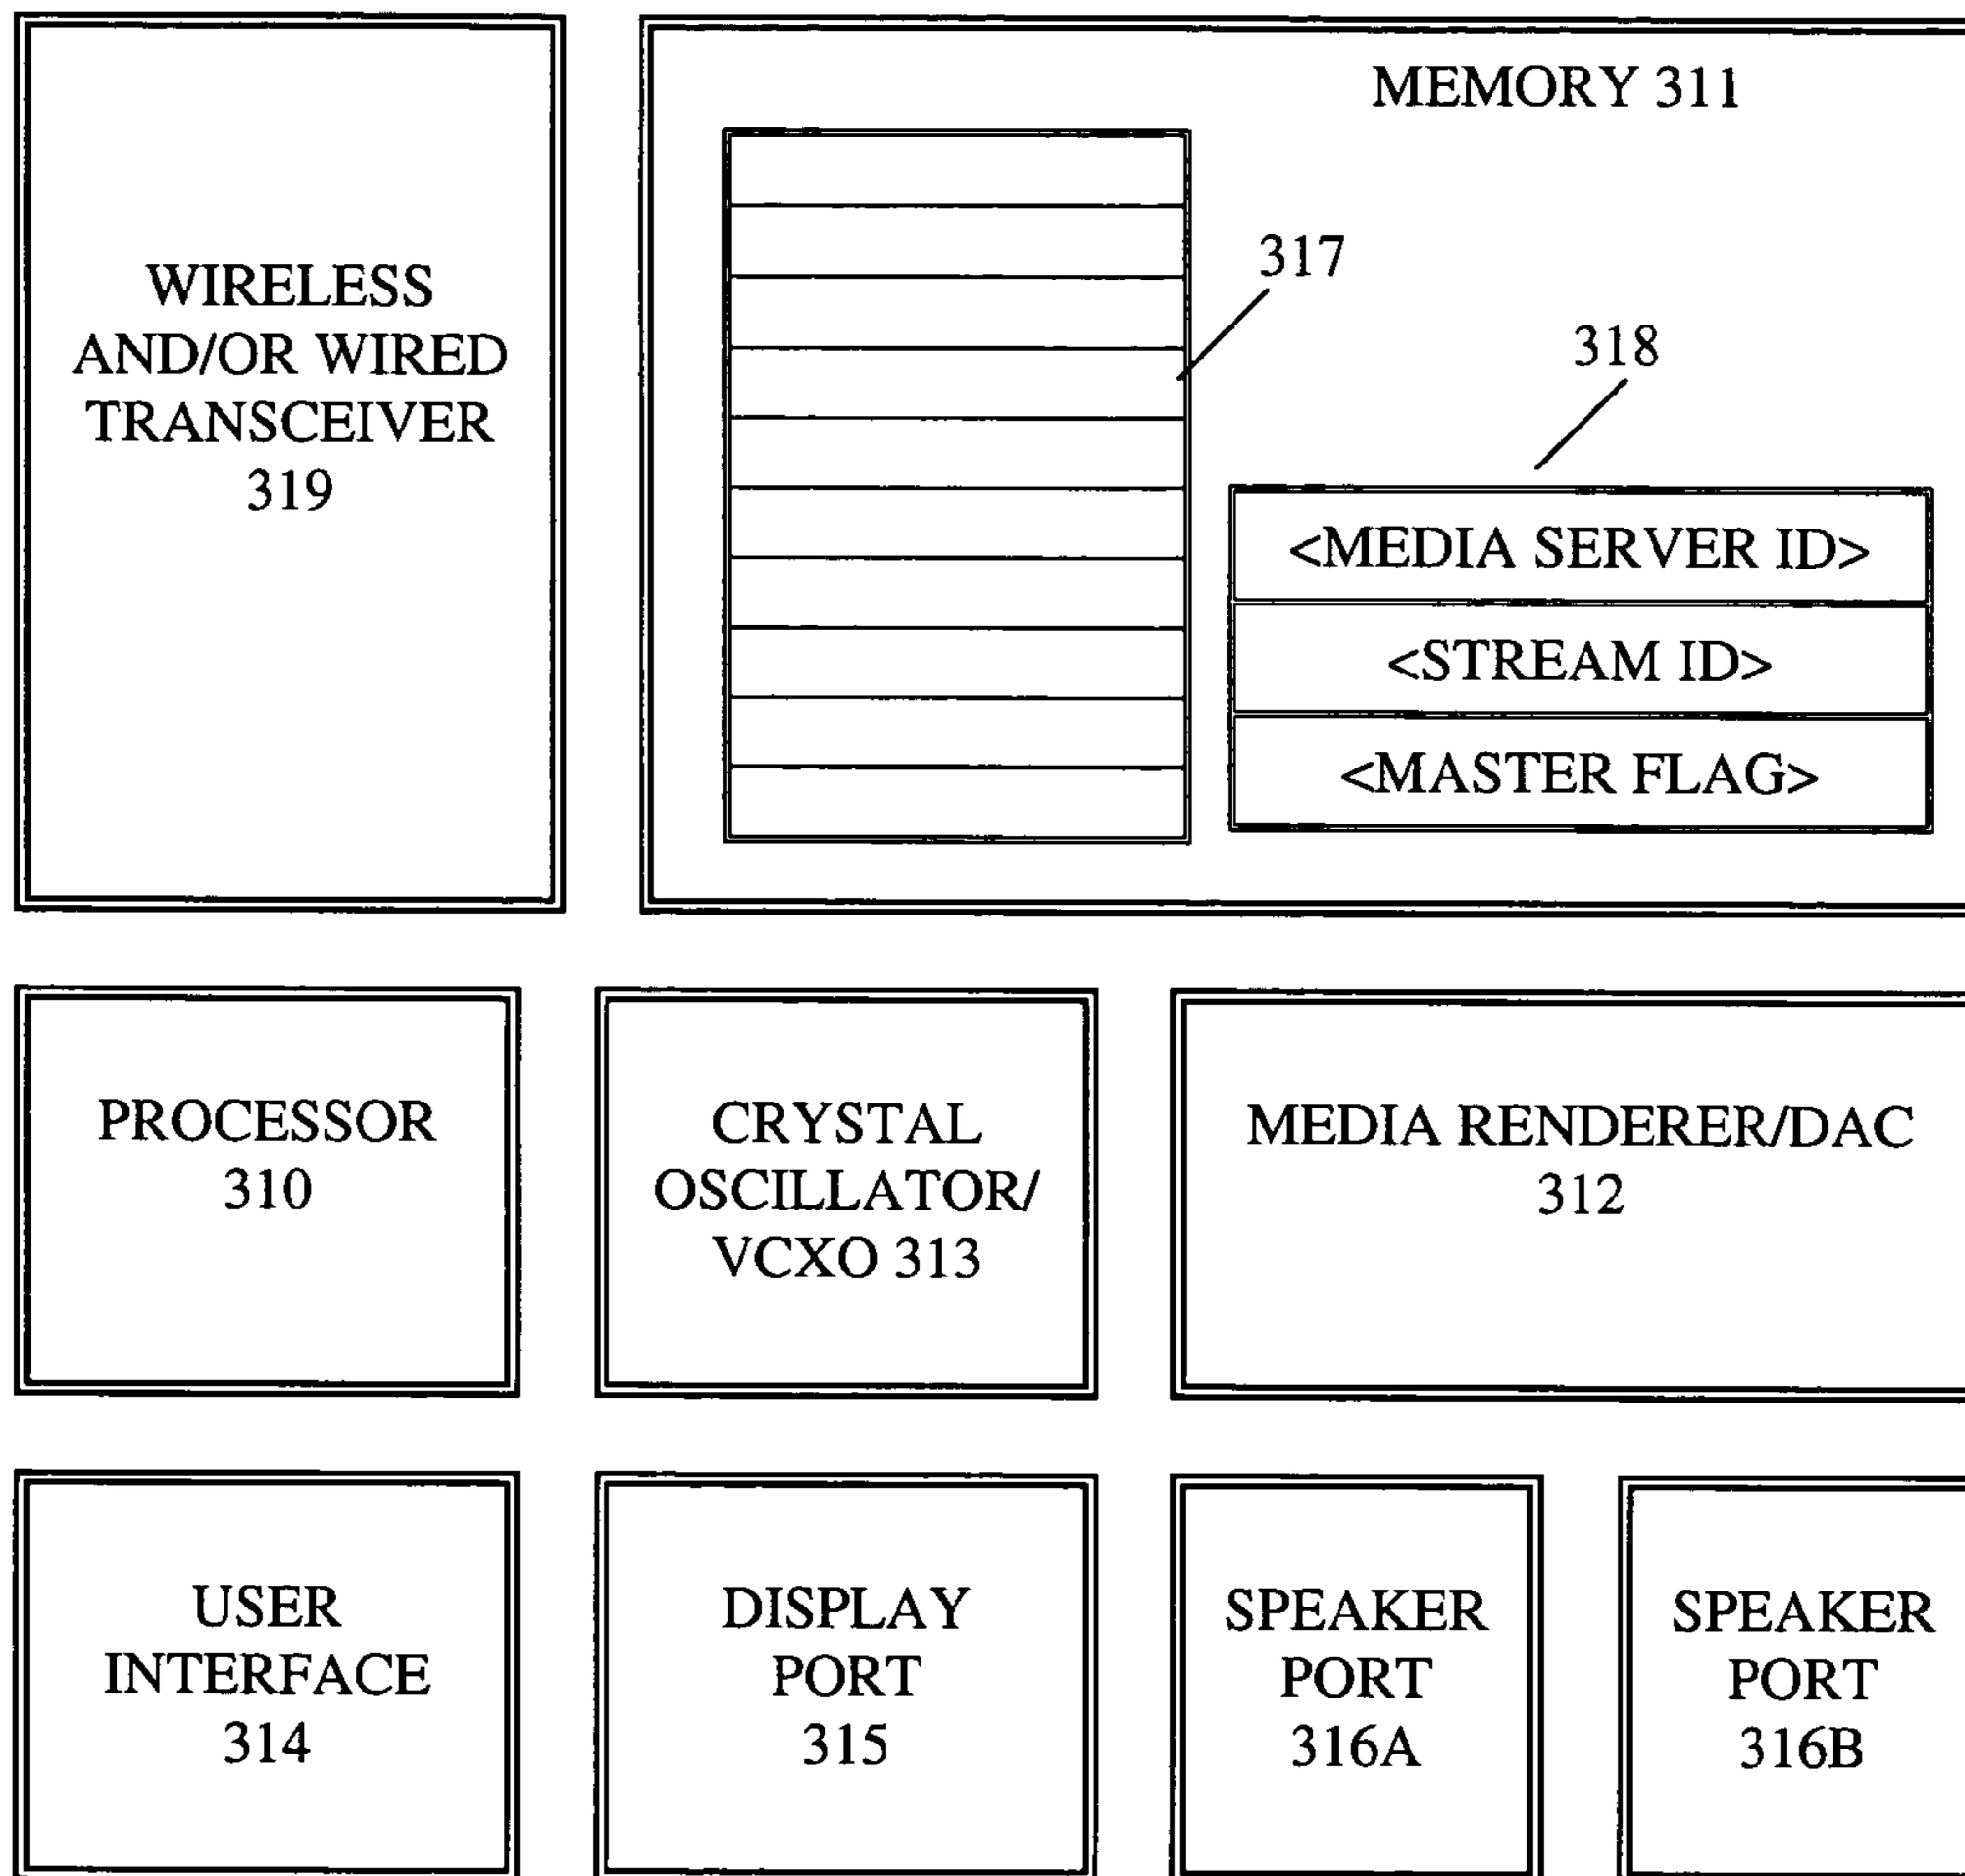 WIRELESS
AND/OR WIRED
TRANSCEIVER
319
MEMORY 311
317
318
<MEDIA SERVER ID>
<STREAM ID>
<MASTER FLAG>
PROCESSOR
310
CRYSTAL
OSCILLATOR/
VCXO 313
MEDIA RENDERER/DAC
312
USER
INTERFACE
314
DISPLAY
PORT
315
SPEAKER
PORT
316A
SPEAKER
PORT
316B